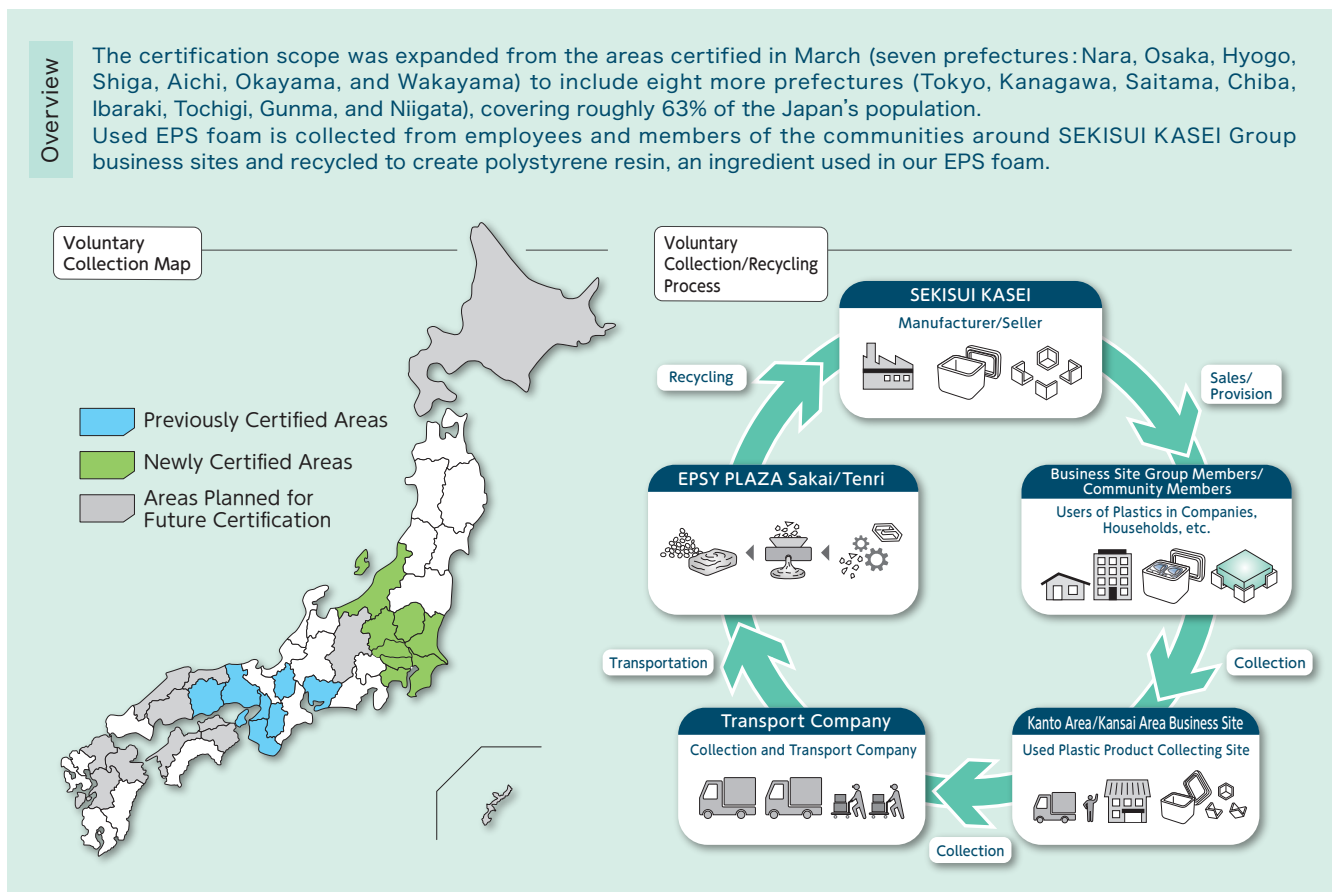 Overview
The certification scope was expanded from the areas certified in March (seven prefectures: Nara, Osaka, Hyogo,
Shiga, Aichi, Okayama, and Wakayama) to include eight more prefectures (Tokyo, Kanagawa, Saitama, Chiba,
Ibaraki, Tochigi, Gunma, and Niigata), covering roughly 63% of the Japan's population.
Used EPS foam is collected from employees and members of the communities around SEKISUI KASEI Group
business sites and recycled to create polystyrene resin, an ingredient used in our EPS foam.
Voluntary
Collection Map
Previously Certified Areas
Newly Certified Areas
Areas Planned for
Future Certification
Voluntary
Collection/Recycling
Process
SEKISUI KASEI
Manufacturer/Seller
Sales/
Provision
Business Site Group Members/
Community Members
Users of Plastics in Companies,
Households, etc.
Collection
Kanto Area/Kansai Area Business Site
Used Plastic Product Collecting Site
Collection
Transport Company
Collection and Transport Company
Transportation
EPSY PLAZA Sakai/Tenri
Recycling